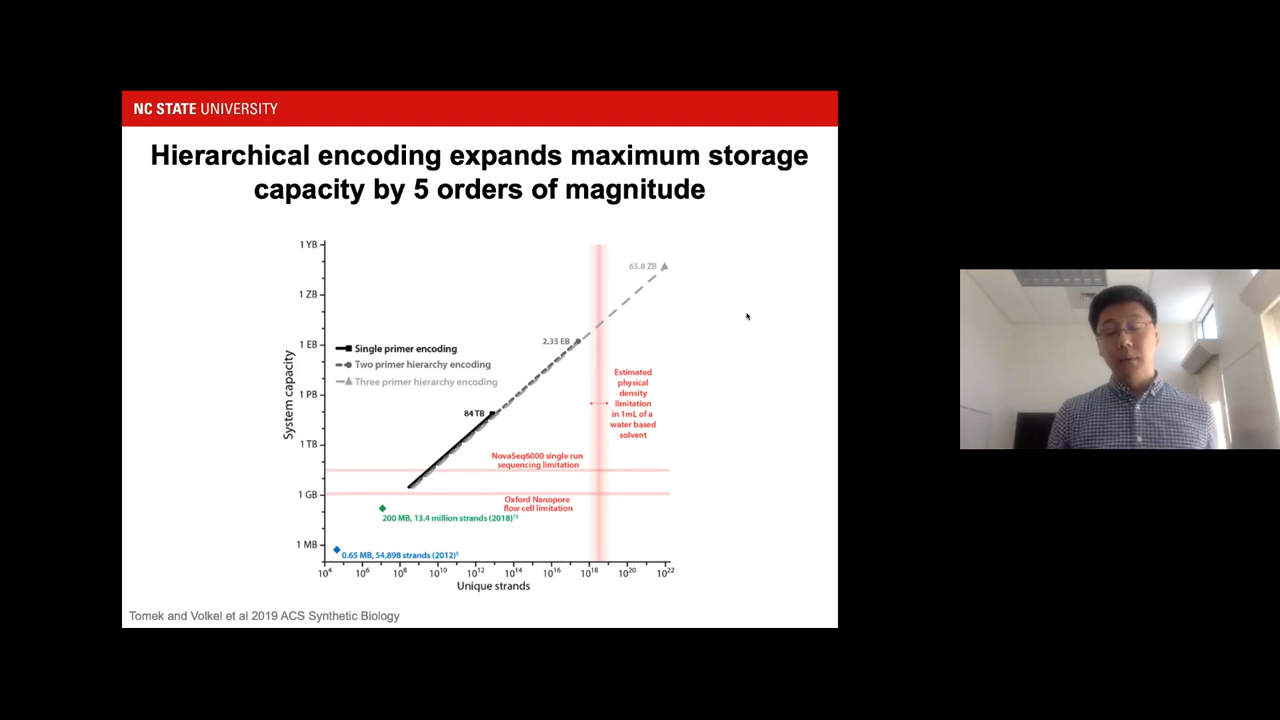 NC STATE UNIVERSITY
Hierarchical encoding expands maximum storage
capacity by 5 orders of magnitude
1 YB
1 ZB
1 EB
1 PB
1 TB
1 GB
1 MB
System capacity
Single primer encoding
Two primer hierarchy encoding
Three primer hierarchy encoding
65.8 ZB
2.35 EB
84 TB
Estimated
physical
density
limitation
in 1mL of a
water based
solvent
NovaSeq6000 single run
sequencing limitation
Oxford Nanopore
flow cell limitation
200 MB, 13.4 million strands (2018)¹⁵
0.65 MB, 54,898 strands (2012)⁵
10⁴ 10⁶ 10⁸ 10¹⁰ 10¹² 10¹⁴ 10¹⁶ 10¹⁸ 10²⁰ 10²²
Unique strands
Tomek and Volkel et al 2019 ACS Synthetic Biology